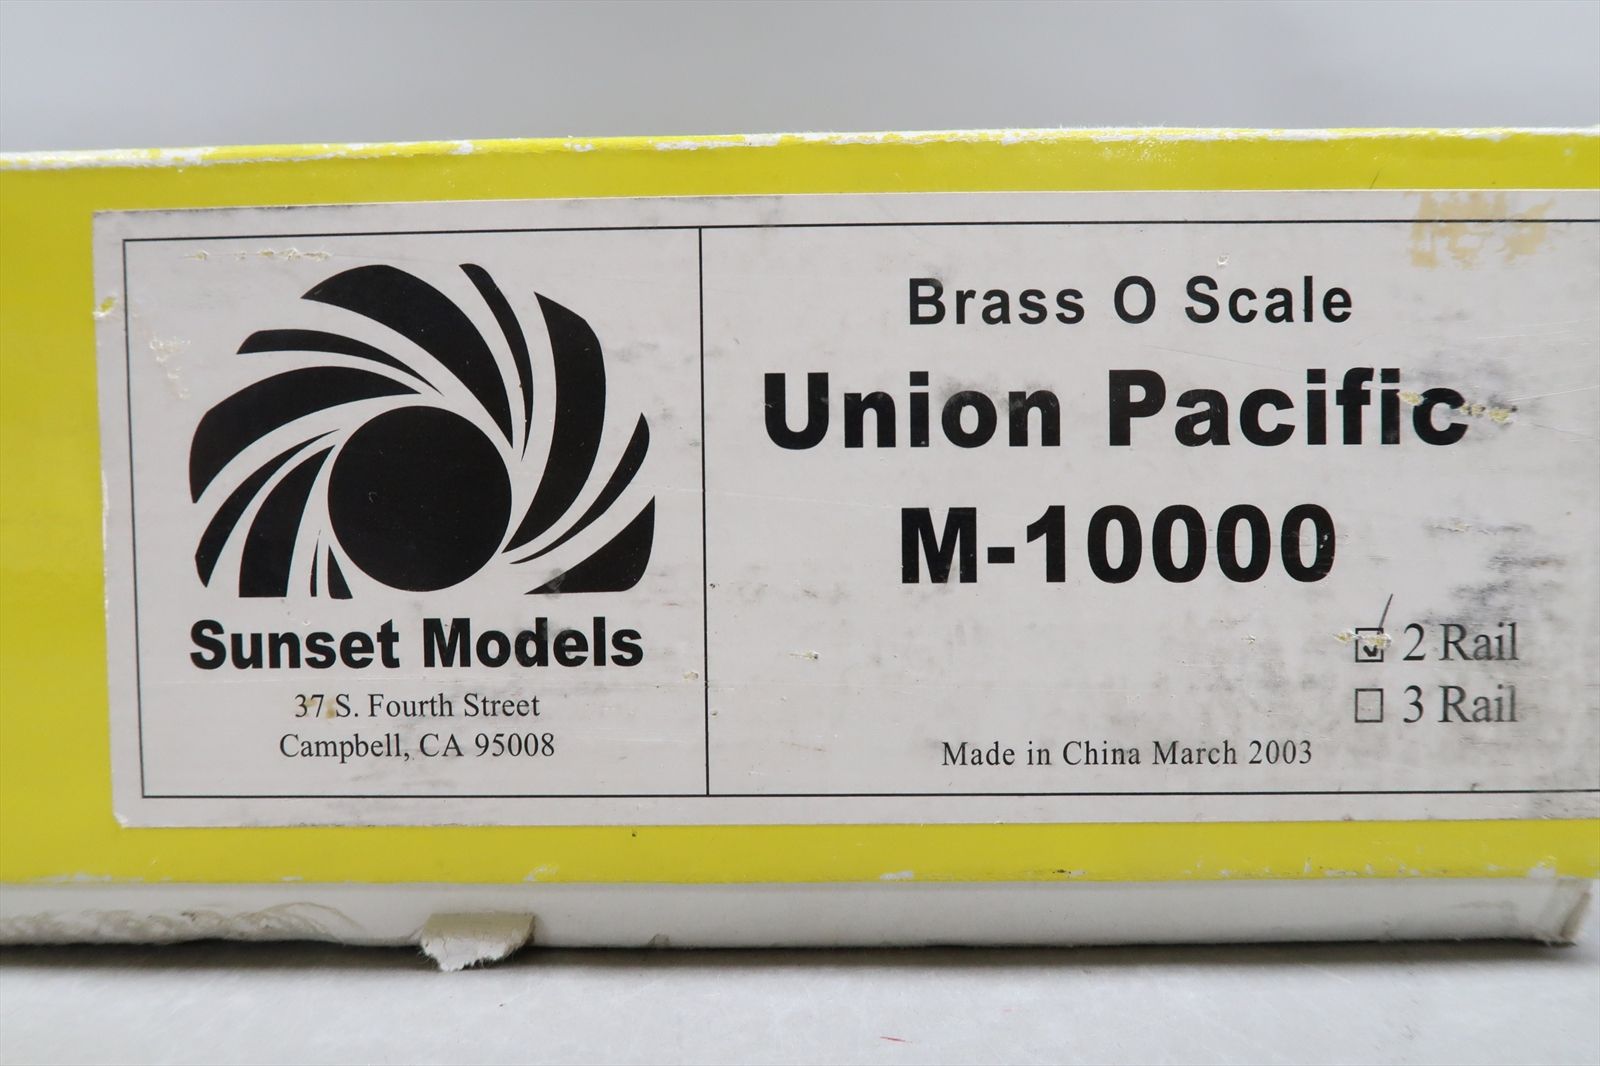 Sunset Models
37 S. Fourth Street
Campbell, CA 95008
Brass O Scale
Union Pacific
M-10000
2 Rail
3 Rail
Made in China March 2003